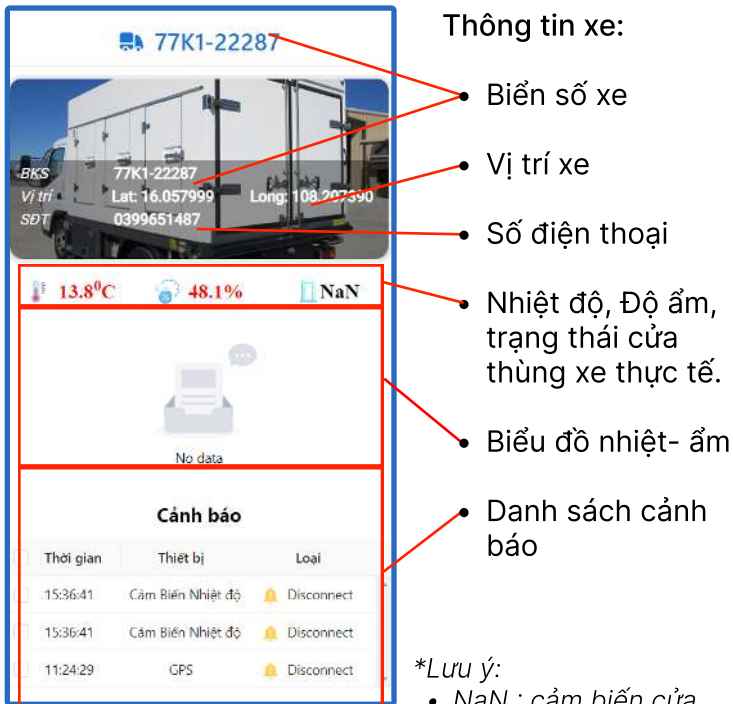 77K1-22287
BKS 77K1-22287
Vị trí Lat: 16.057999 Long: 108.207390
SĐT 0399651487
13.8⁰C 48.1% NaN
No data
Cảnh báo
Thời gian Thiết bị Loại
15:36:41 Cảm Biến Nhiệt độ Disconnect
15:36:41 Cảm Biến Nhiệt độ Disconnect
11:24:29 GPS Disconnect
Thông tin xe:
• Biển số xe
• Vị trí xe
• Số điện thoại
• Nhiệt độ, Độ ẩm,
trạng thái cửa
thùng xe thực tế.
• Biểu đồ nhiệt- ẩm
• Danh sách cảnh
báo
*Lưu ý:
• NaN : cảm biến cửa